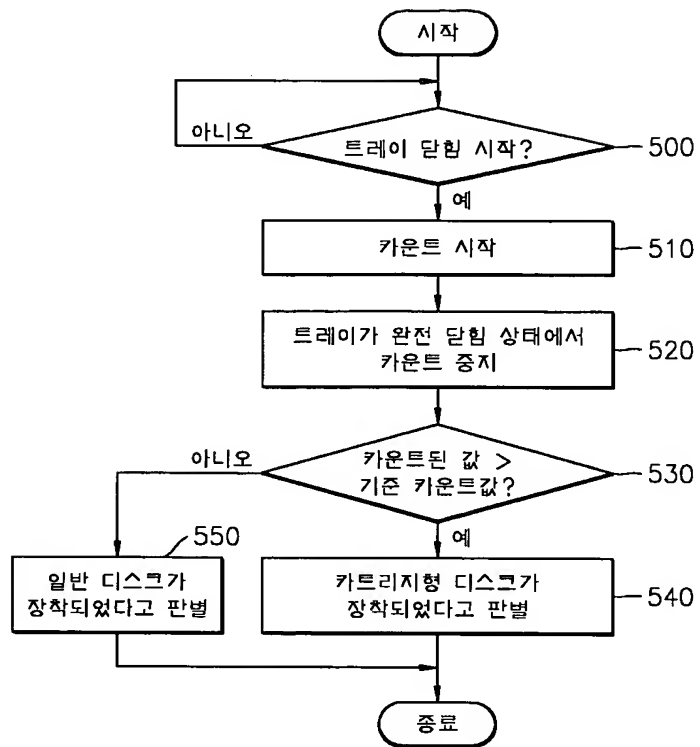 시작
아니오
트레이 닫힘 시작?
500
예
카운트 시작
510
트레이가 완전 닫힘 상태에서
카운트 중지
520
아니오
카운트된 값 >
기준 카운트값?
530
예
550
일반 디스크가
장착되었다고 판별
카트리지형 디스크가
장착되었다고 판별
540
종료